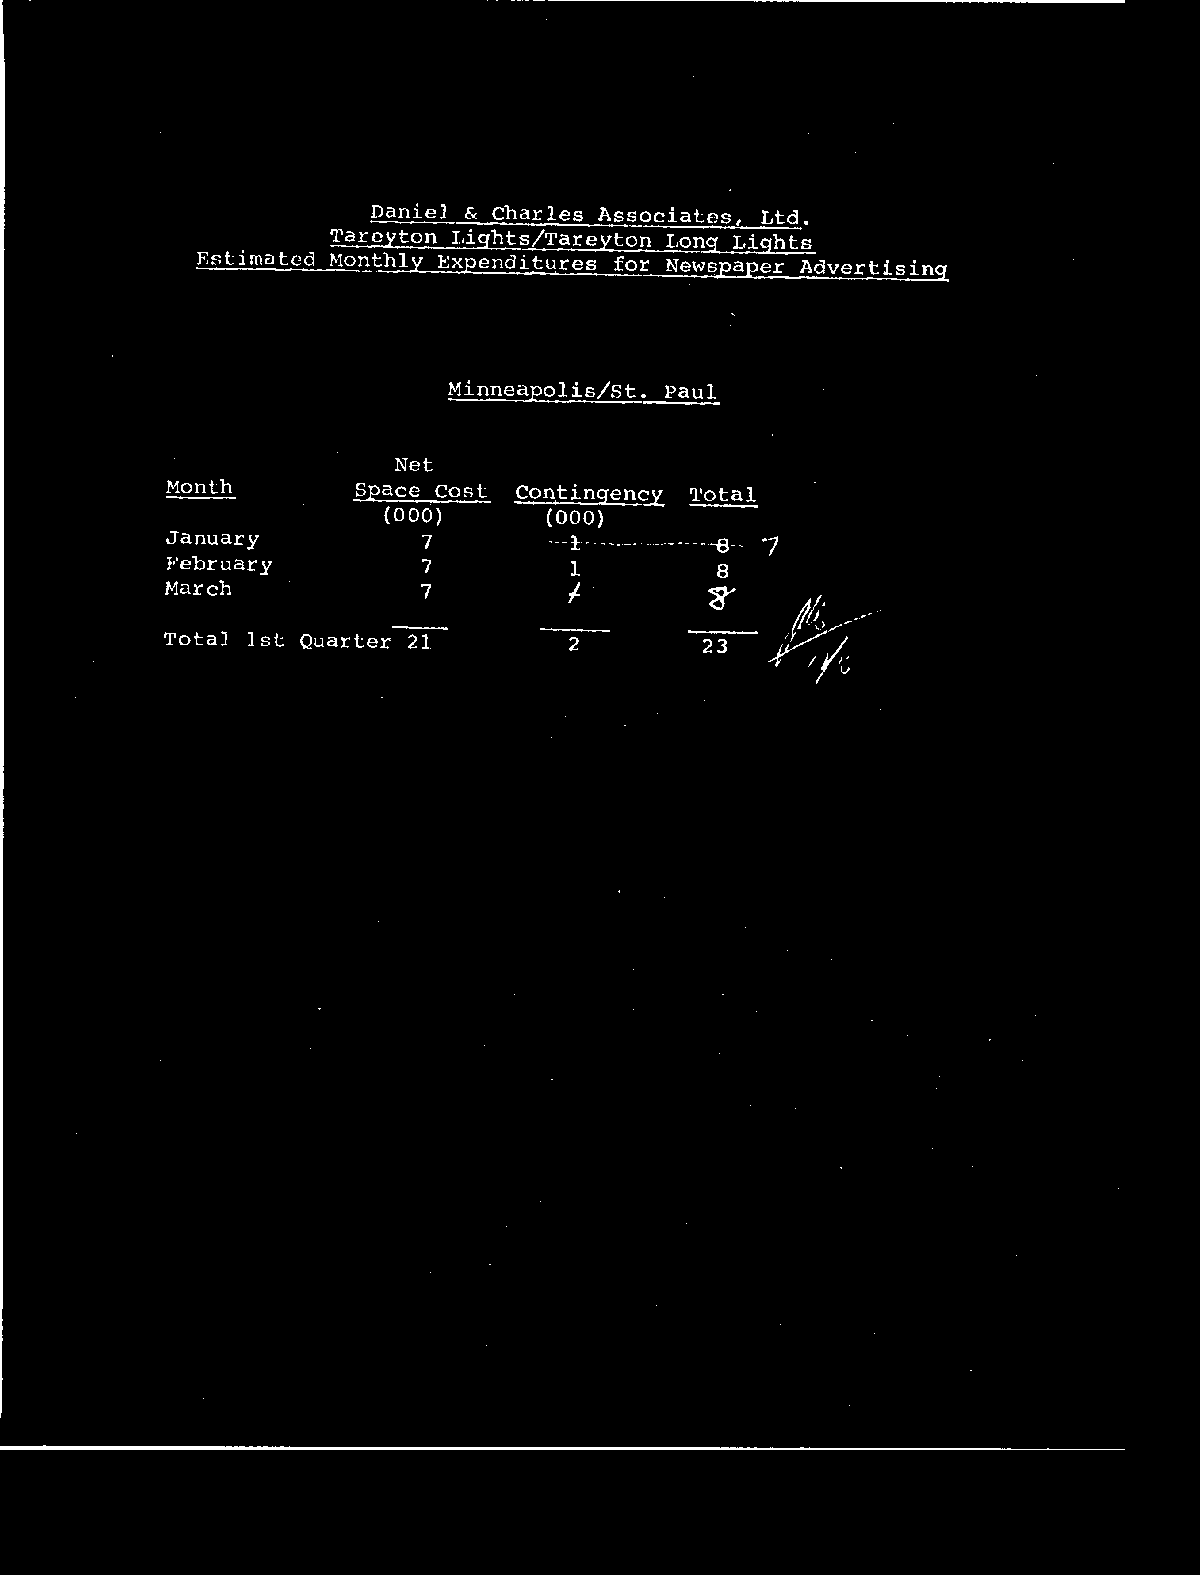 Daniel & Charles Associates, Ltd.
Tareyton Lights/Tareyton Long Lights
Estimated Monthly Expenditures for Newspaper Advertising
Minneapolis/St. Paul
Net
Month Space Cost Contingency Total
(000) (000)
January 7 1 8 7
February 7 1 8
March 7 1 8
Total 1st Quarter 21 2 23